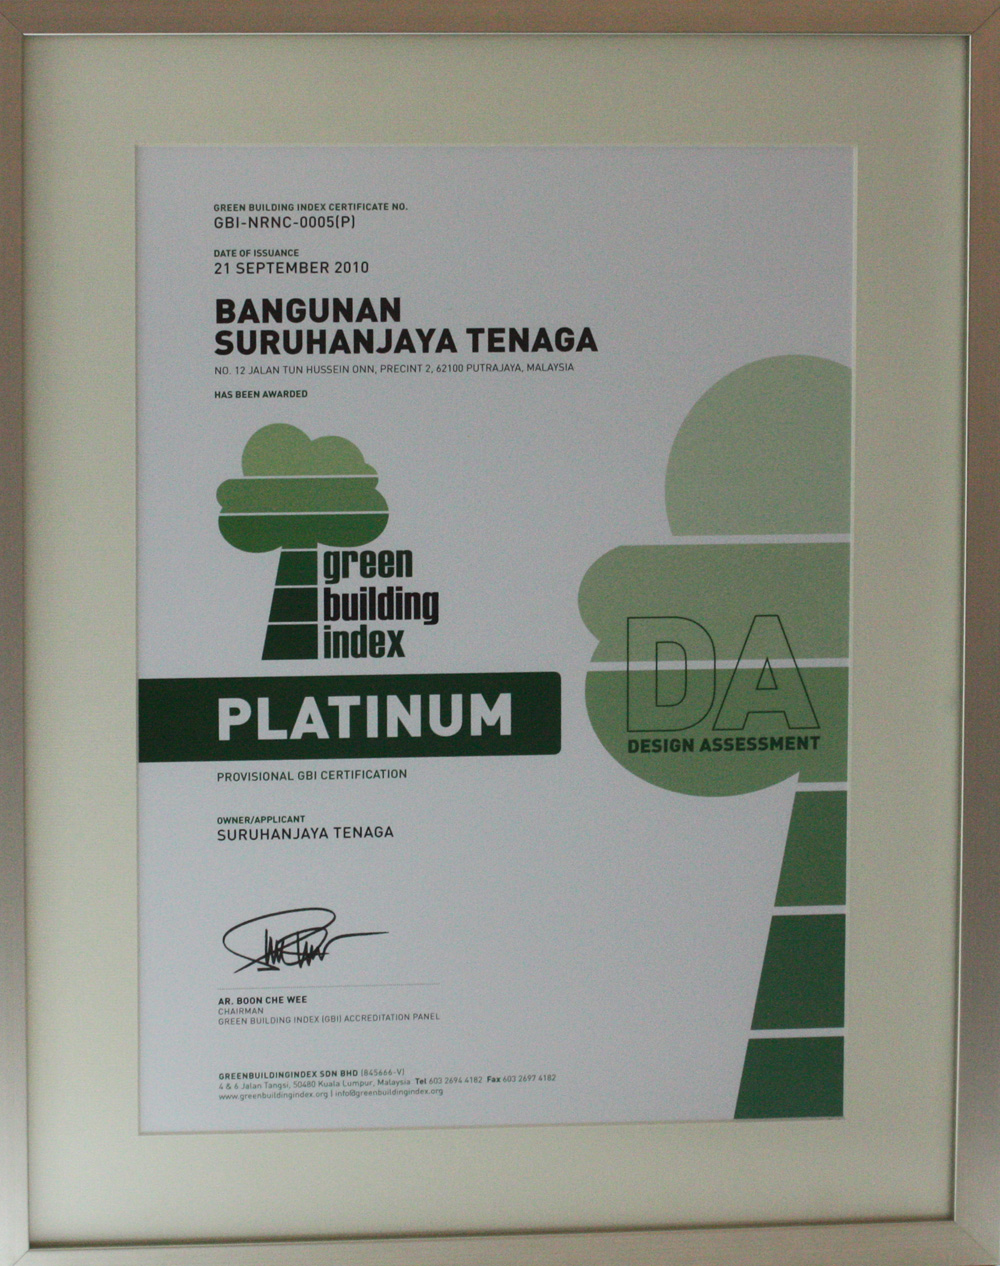 GREEN BUILDING INDEX CERTIFICATE NO.
GBI-NRNC-0005(P)
DATE OF ISSUANCE
21 SEPTEMBER 2010
BANGUNAN
SURUHANJAYA TENAGA
NO. 12 JALAN TUN HUSSEIN ONN, PRECINT 2, 62100 PUTRAJAYA, MALAYSIA
HAS BEEN AWARDED
green
building
index
PLATINUM
PROVISIONAL GBI CERTIFICATION
DA
DESIGN ASSESSMENT
OWNER/APPLICANT
SURUHANJAYA TENAGA
AR. BOON CHE WEE
CHAIRMAN
GREEN BUILDING INDEX (GBI) ACCREDITATION PANEL
GREENBUILDINGINDEX SDN BHD (845666-V)
4 & 6 Jalan Tangsi, 50480 Kuala Lumpur, Malaysia Tel 603 2694 4182 Fax 603 2697 4182
www.greenbuildingindex.org | info@greenbuildingindex.org